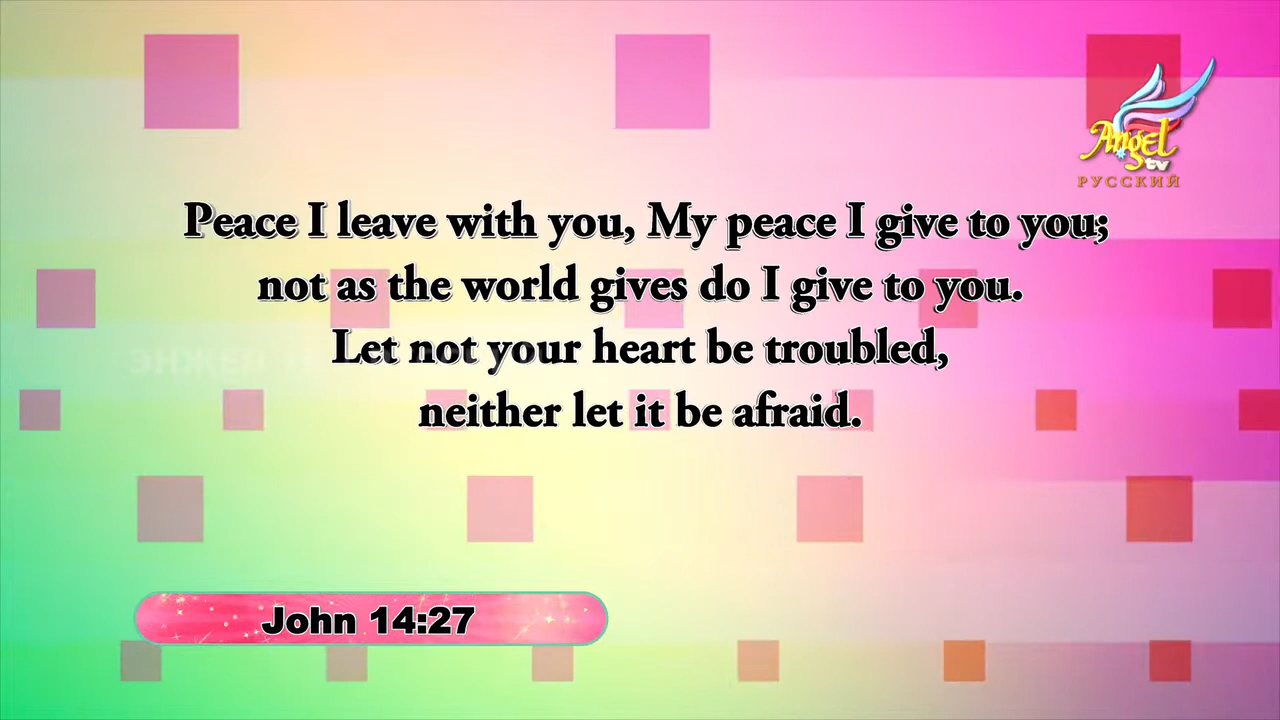 Angel
tv
РУССКИЙ
Peace I leave with you, My peace I give to you;
not as the world gives do I give to you.
Let not your heart be troubled,
neither let it be afraid.
John 14:27